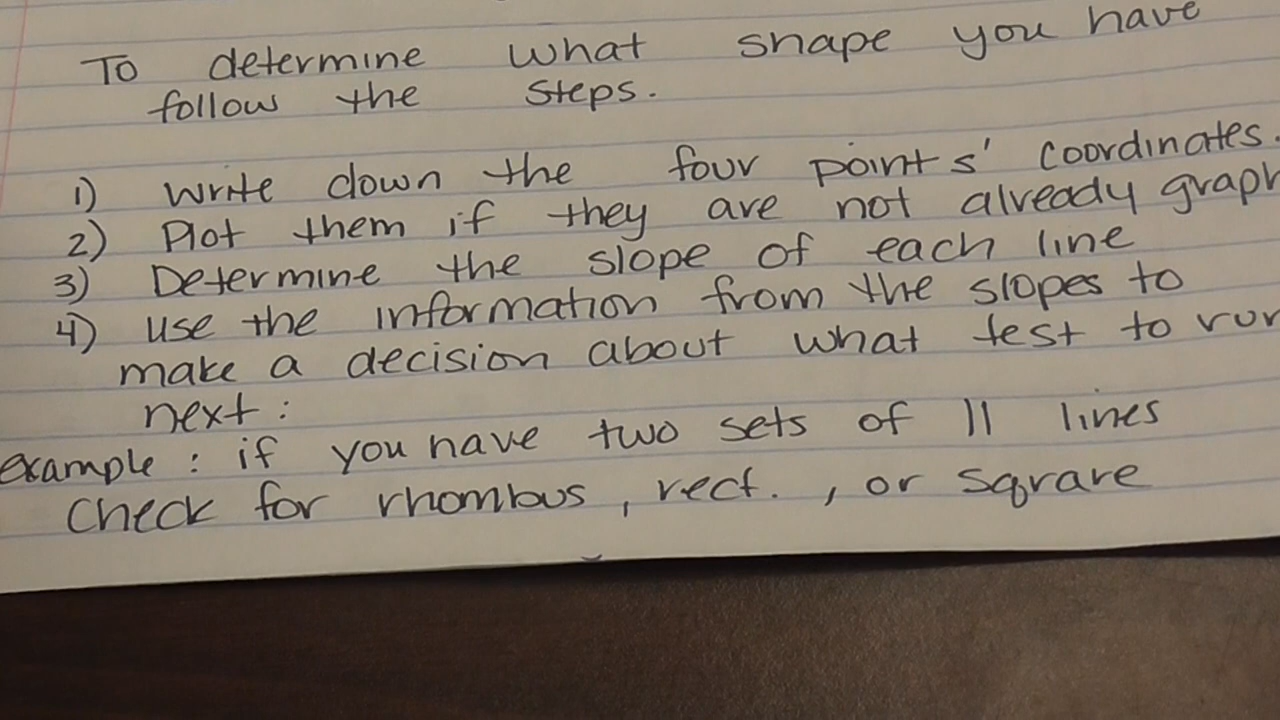 To determine what shape you have
follow the steps.
1) Write down the four points' coordinates.
2) Plot them if they are not already graph
3) Determine the slope of each line
4) use the information from the slopes to
make a decision about what test to run
next:
example: if you have two sets of || lines
Check for rhombus, rect., or sqrare